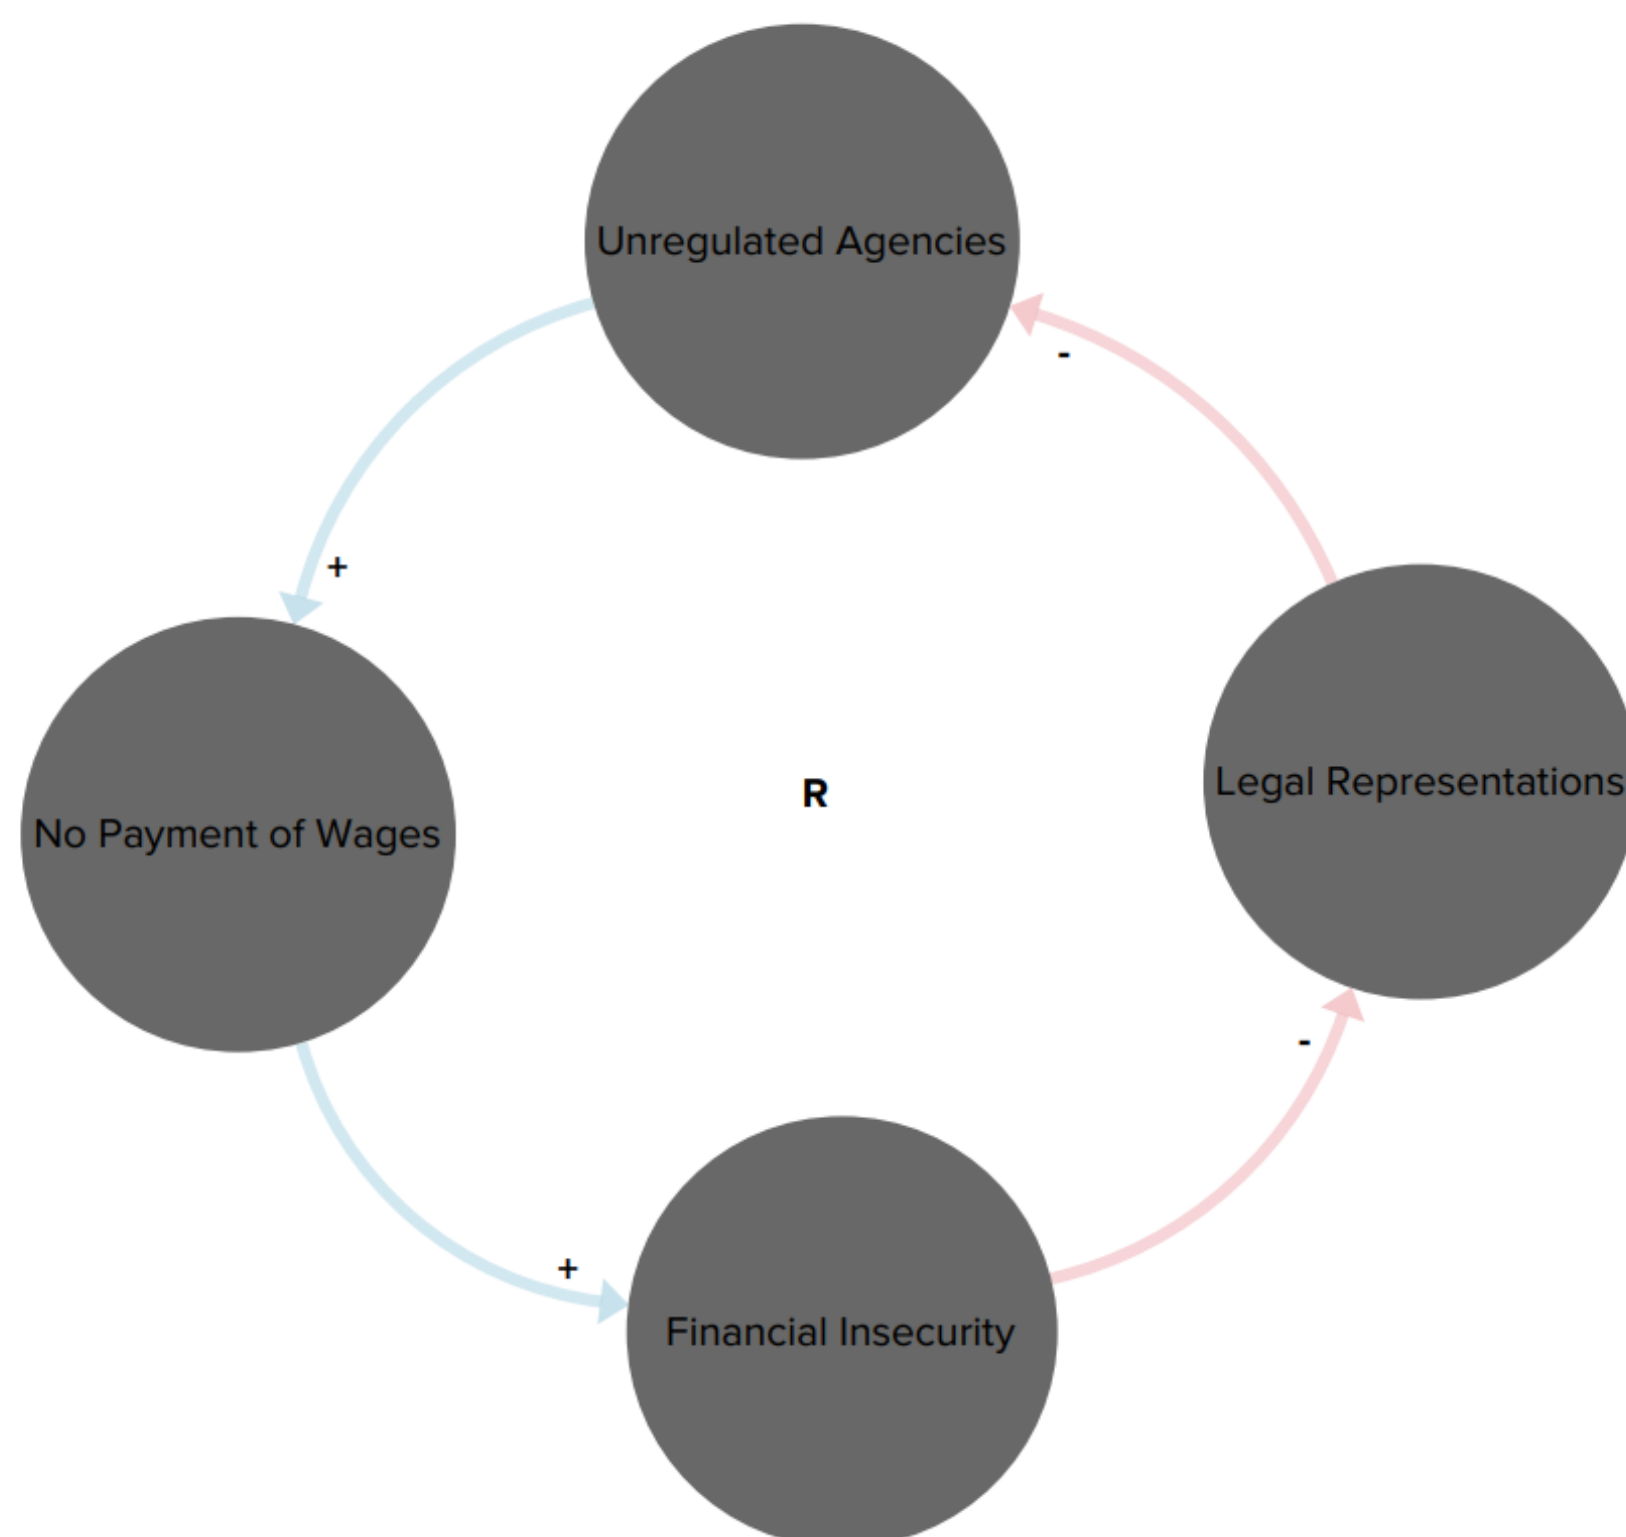 Unregulated Agencies
-
+
R
Legal Representations
No Payment of Wages
-
+
Financial Insecurity